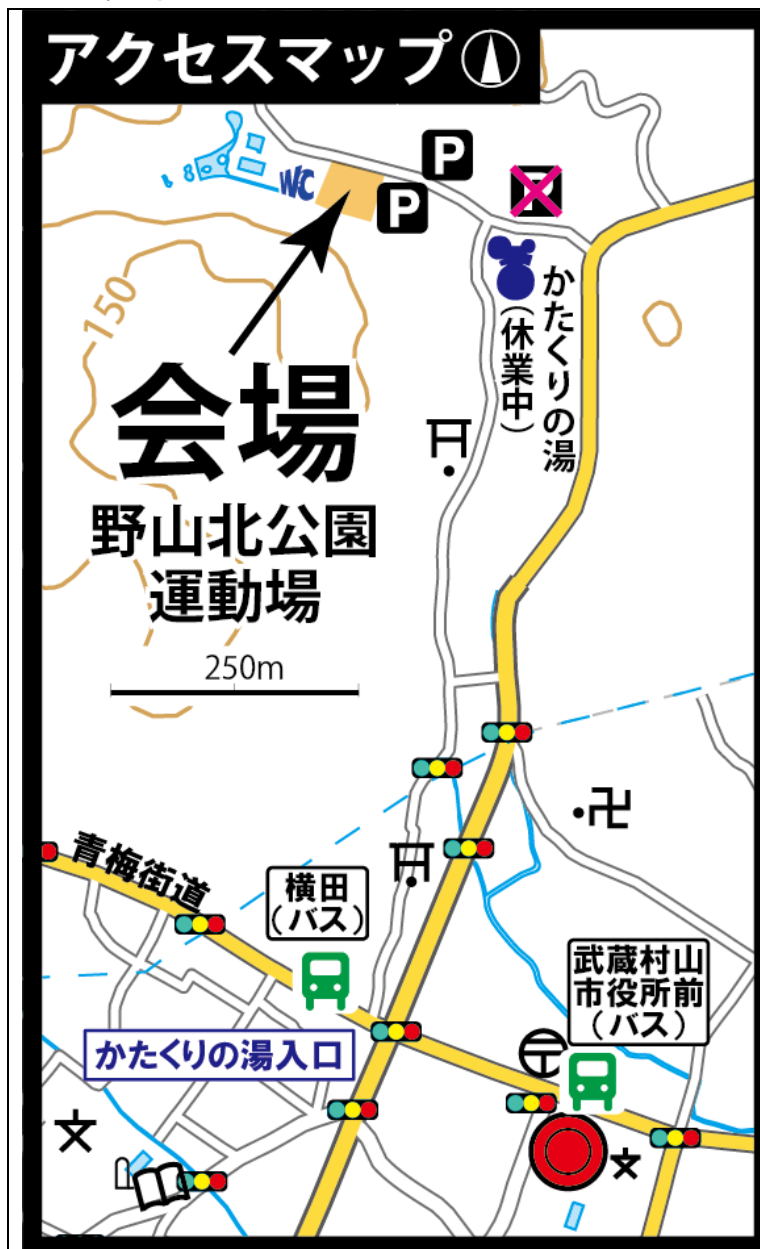 アクセスマップ
P
P
P
WC
150
かたくりの湯
（休業中）
会場
野山北公園
運動場
250m
青梅街道
横田
（バス）
武蔵村山
市役所前
（バス）
かたくりの湯入口